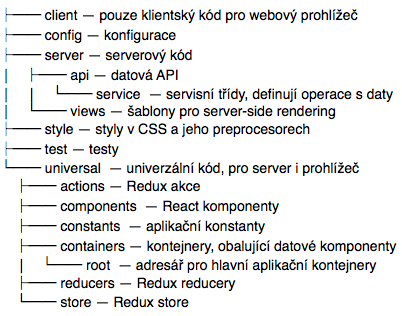 client — pouze klientský kód pro webový prohlížeč
config — konfigurace
server — serverový kód
api — datová API
service — servisní třídy, definují operace s daty
views — šablony pro server-side rendering
style — styly v CSS a jeho preprocesorech
test — testy
universal — univerzální kód, pro server i prohlížeč
actions — Redux akce
components — React komponenty
constants — aplikační konstanty
containers — kontejnery, obalující datové komponenty
root — adresář pro hlavní aplikační kontejnery
reducers — Redux reducery
store — Redux store